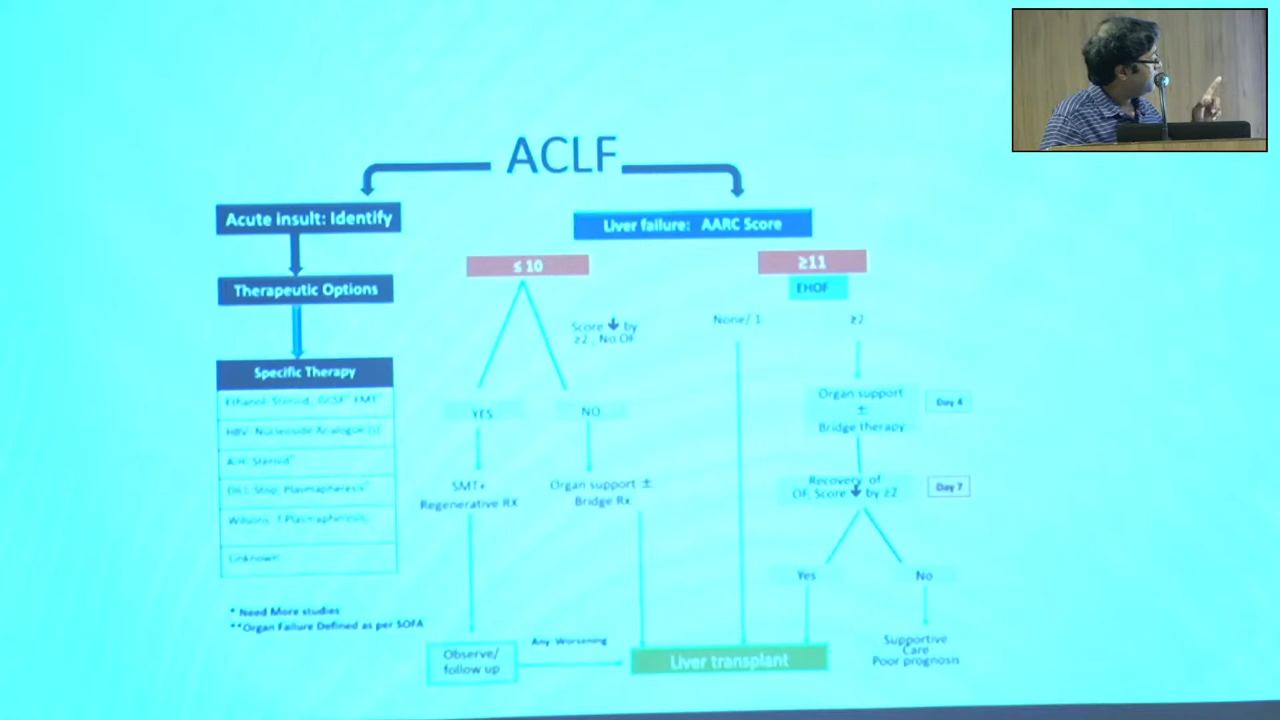 ACLF
Acute insult: Identify
Therapeutic Options
Specific Therapy
Ethanol: Steroid, GCSF* FMT*
HBV: Nucleoside Analogue (s)
AIH: Steroid*
DILI: Stop, Plasmapheresis*
Wilsons: ? Plasmapheresis
Unknown
* Need More studies
**Organ Failure Defined as per SOFA
Liver failure: AARC Score
≤ 10
Score ↓ by
≥2 , No OF
YES
NO
SMT+
Regenerative RX
Organ support ±
Bridge Rx
Observe/
follow up
Any Worsening
≥11
EHOF
None/ 1
≥2
Organ support
±
Bridge therapy
Day 4
Recovery of
OF, Score ↓ by ≥2
Day 7
Yes
No
Liver transplant
Supportive
Care
Poor prognosis